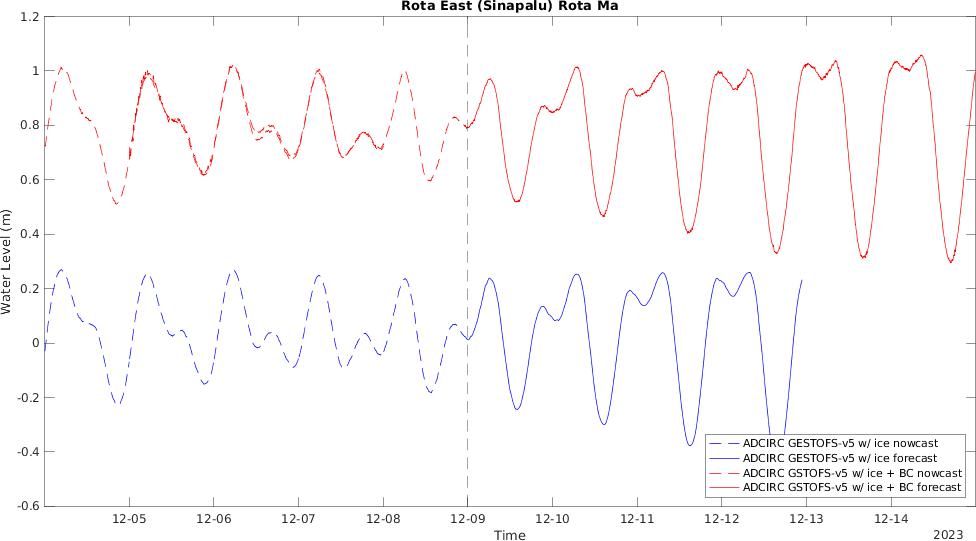 Rota East (Sinapalu) Rota Ma
1.2
1
0.8
0.6
0.4
0.2
0
-0.2
-0.4
-0.6
Water Level (m)
ADCIRC GESTOFS-v5 w/ ice nowcast
ADCIRC GESTOFS-v5 w/ ice forecast
ADCIRC GSTOFS-v5 w/ ice + BC nowcast
ADCIRC GSTOFS-v5 w/ ice + BC forecast
12-05 12-06 12-07 12-08 12-09 12-10 12-11 12-12 12-13 12-14
Time
2023